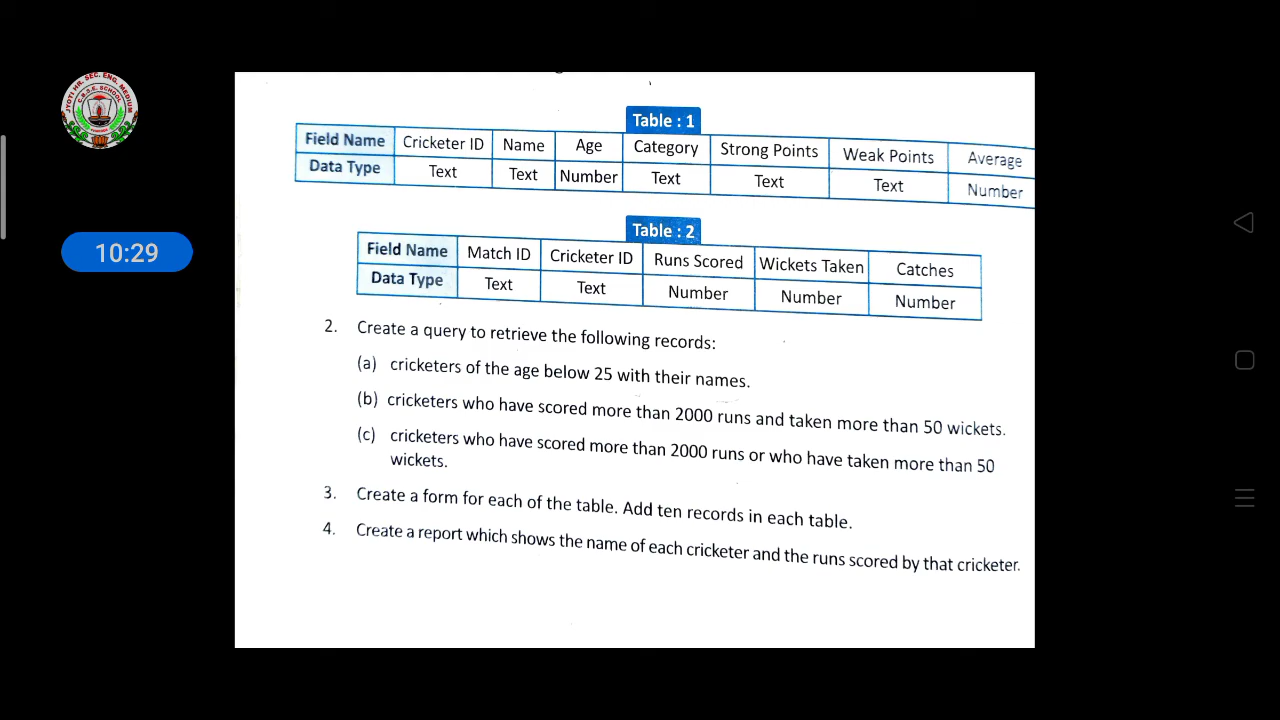 JYOTI HR. SEC. ENG. MEDIUM
C.B.S.E. SCHOOL
10:29
Table : 1
Field Name Cricketer ID Name Age Category Strong Points Weak Points Average
Data Type Text Text Number Text Text Text Number
Table : 2
Field Name Match ID Cricketer ID Runs Scored Wickets Taken Catches
Data Type Text Text Number Number Number
2. Create a query to retrieve the following records:
(a) cricketers of the age below 25 with their names.
(b) cricketers who have scored more than 2000 runs and taken more than 50 wickets.
(c) cricketers who have scored more than 2000 runs or who have taken more than 50
wickets.
3. Create a form for each of the table. Add ten records in each table.
4. Create a report which shows the name of each cricketer and the runs scored by that cricketer.